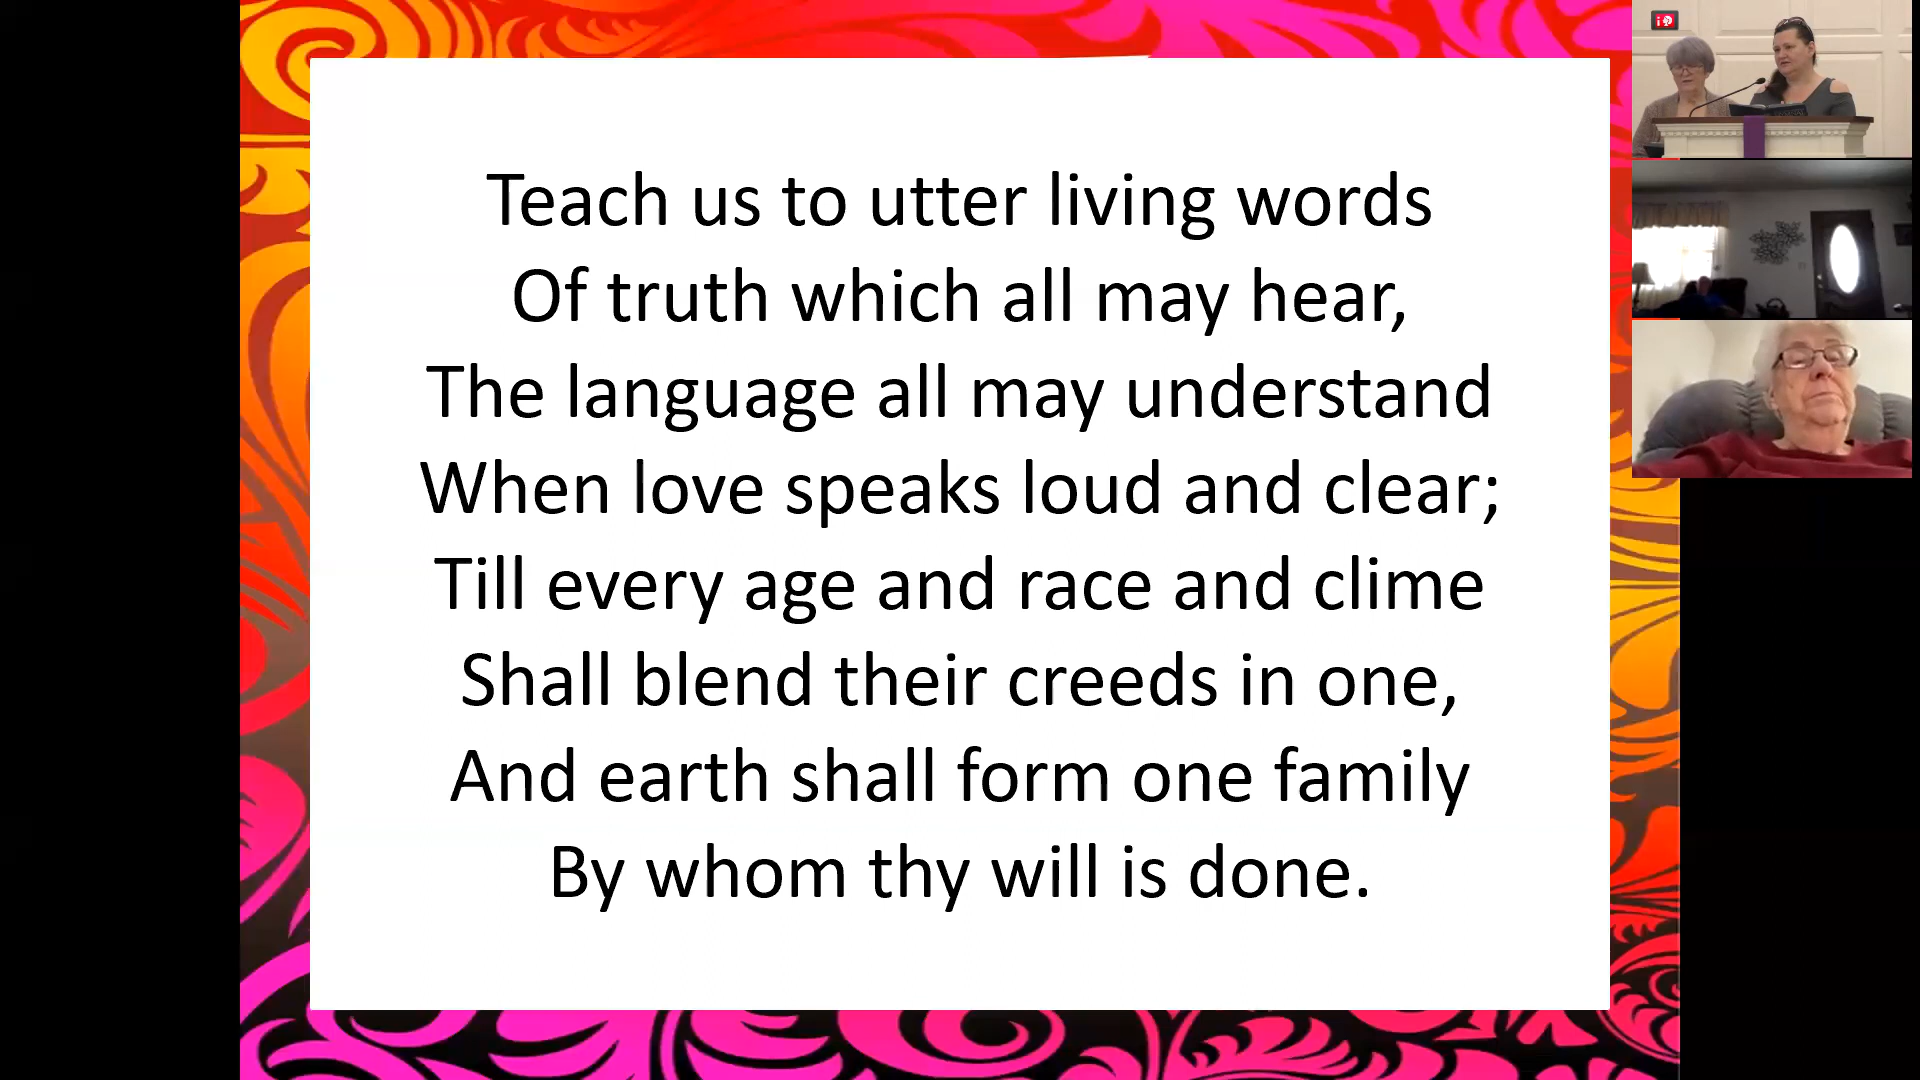 Teach us to utter living words
Of truth which all may hear,
The language all may understand
When love speaks loud and clear;
Till every age and race and clime
Shall blend their creeds in one,
And earth shall form one family
By whom thy will is done.